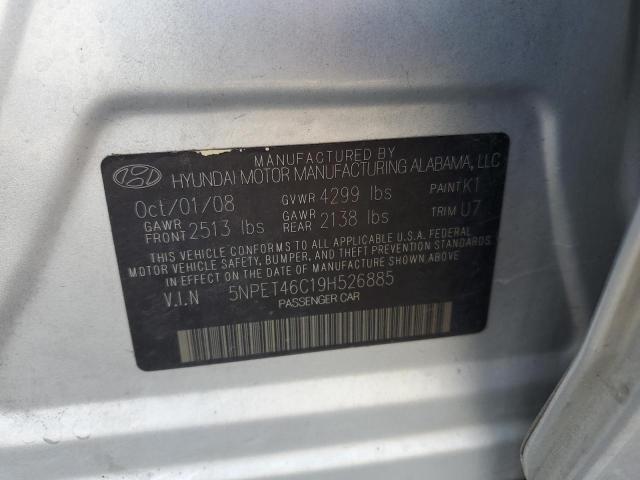 MANUFACTURED BY
HYUNDAI MOTOR MANUFACTURING ALABAMA, LLC
Oct/01/08 GVWR 4299 lbs PAINT K1
GAWR FRONT 2513 lbs GAWR REAR 2138 lbs TRIM U7
THIS VEHICLE CONFORMS TO ALL APPLICABLE U.S.A. FEDERAL
MOTOR VEHICLE SAFETY, BUMPER, AND THEFT PREVENTION STANDARDS
IN EFFECT ON THE DATE OF MANUFACTURE SHOWN ABOVE.
V.I.N 5NPET46C19H526885
PASSENGER CAR